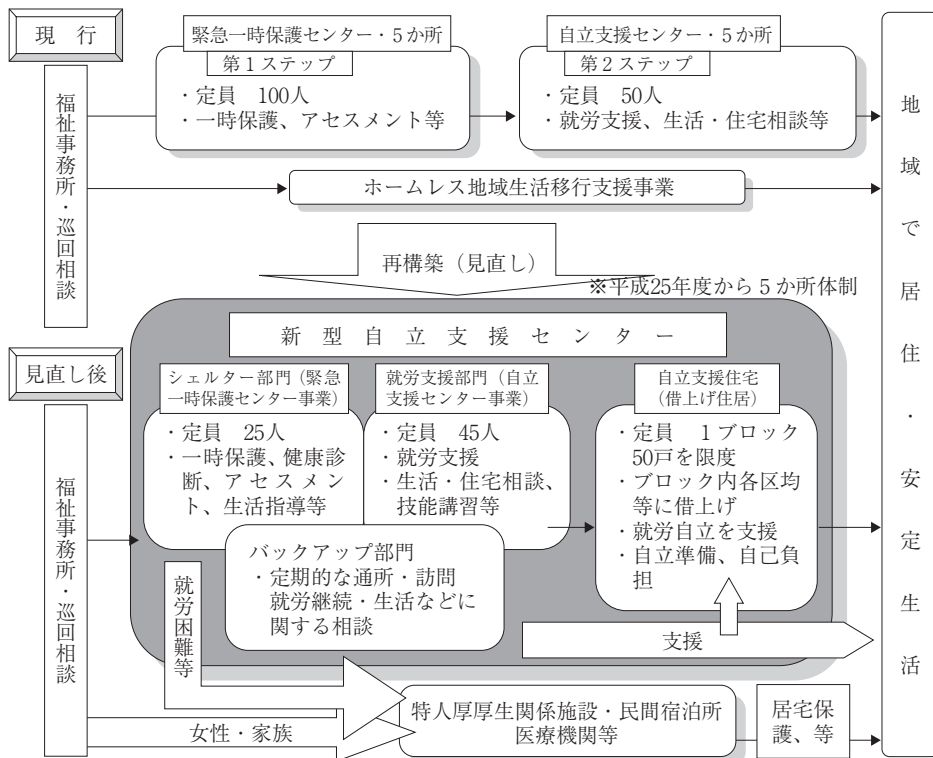 現　行
福祉事務所・巡回相談
緊急一時保護センター・5か所
第1ステップ
・定員　100人
・一時保護、アセスメント等
自立支援センター・5か所
第2ステップ
・定員　50人
・就労支援、生活・住宅相談等
ホームレス地域生活移行支援事業
地域で居住・安定生活
再構築（見直し）
※平成25年度から5か所体制
新型自立支援センター
見直し後
福祉事務所・巡回相談
シェルター部門（緊急
一時保護センター事業）
・定員　25人
・一時保護、健康診
断、アセスメン
ト、生活指導等
就労支援部門（自立
支援センター事業）
・定員　45人
・就労支援
・生活・住宅相談、
技能講習等
自立支援住宅
（借上げ住居）
・定員　1ブロック
50戸を限度
・ブロック内各区均
等に借上げ
・就労自立を支援
・自立準備、自己負
担
バックアップ部門
・定期的な通所・訪問
就労継続・生活などに
関する相談
支援
就労困難等
女性・家族
特人厚厚生関係施設・民間宿泊所
医療機関等
居宅保
護、等